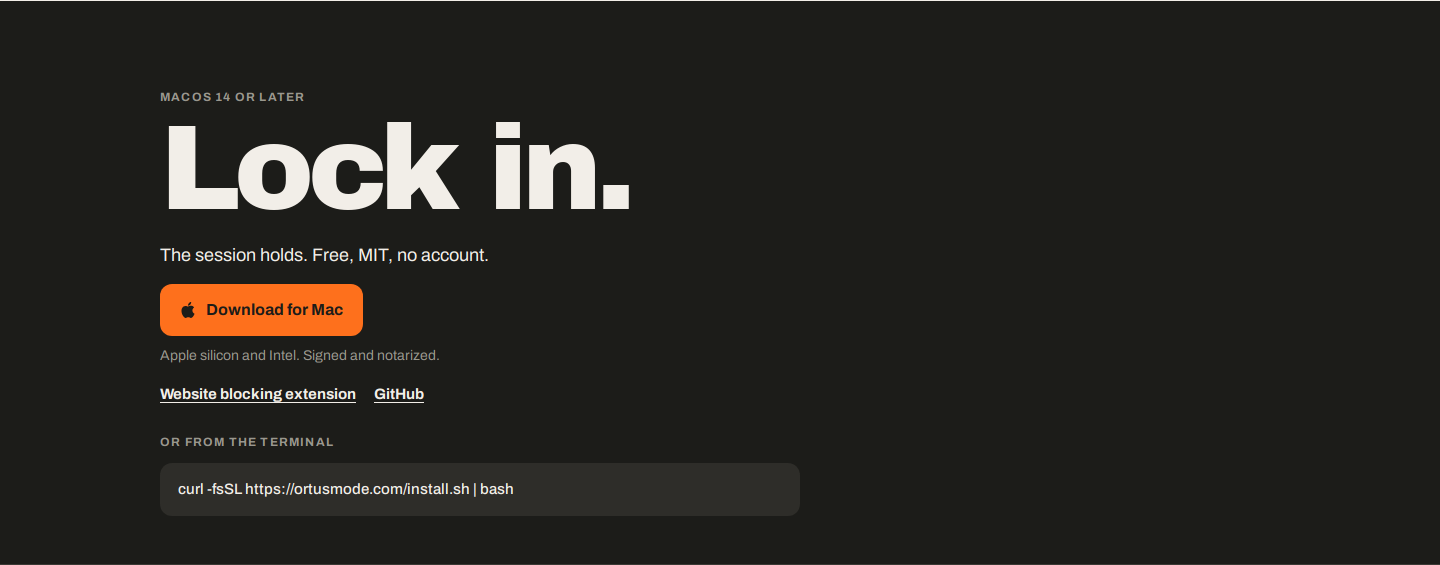 MACOS 14 OR LATER
Lock in.
The session holds. Free, MIT, no account.
Download for Mac
Apple silicon and Intel. Signed and notarized.
Website blocking extension GitHub
OR FROM THE TERMINAL
curl -fsSL https://ortusmode.com/install.sh | bash